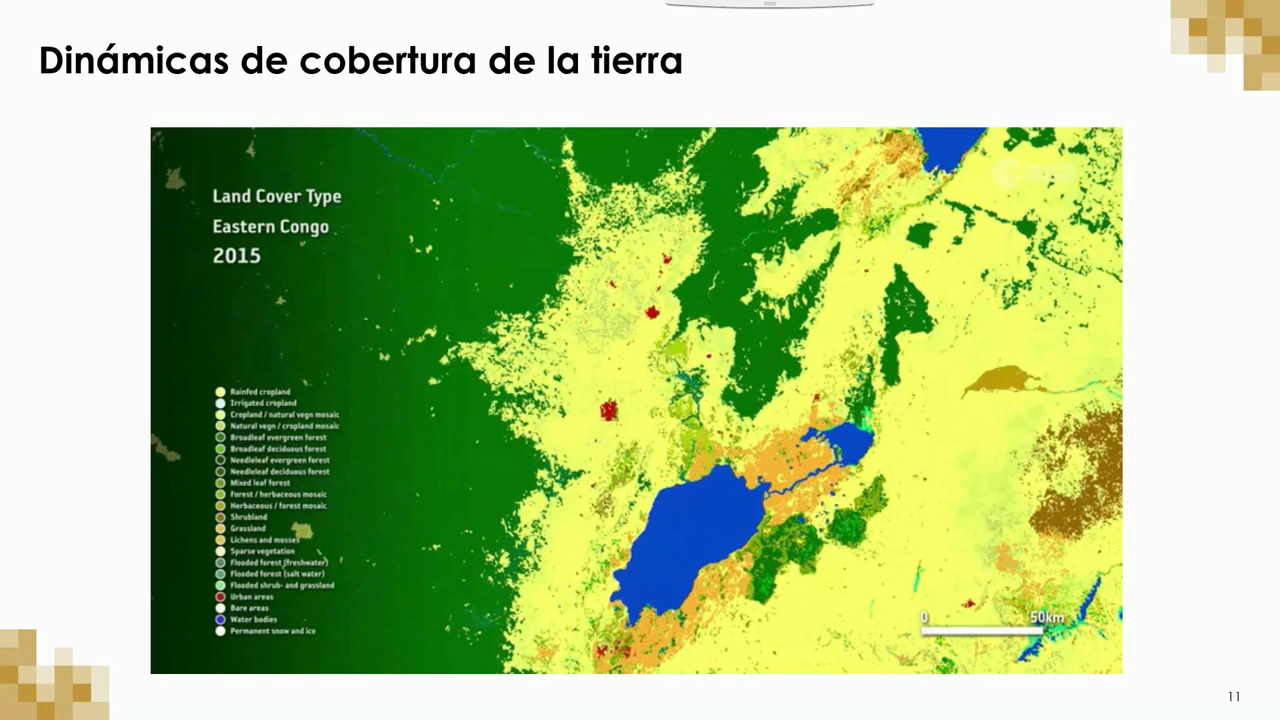 Dinámicas de cobertura de la tierra
Land Cover Type
Eastern Congo
2015
Rainfed cropland
Irrigated cropland
Cropland / natural vegn mosaic
Natural vegn / cropland mosaic
Broadleaf evergreen forest
Broadleaf deciduous forest
Needleleaf evergreen forest
Needleleaf deciduous forest
Mixed leaf forest
Forest / herbaceous mosaic
Herbaceous / forest mosaic
Shrubland
Grassland
Lichens and mosses
Sparse vegetation
Flooded forest (freshwater)
Flooded forest (salt water)
Flooded shrub- and grassland
Urban areas
Bare areas
Water bodies
Permanent snow and ice
0 50km
11